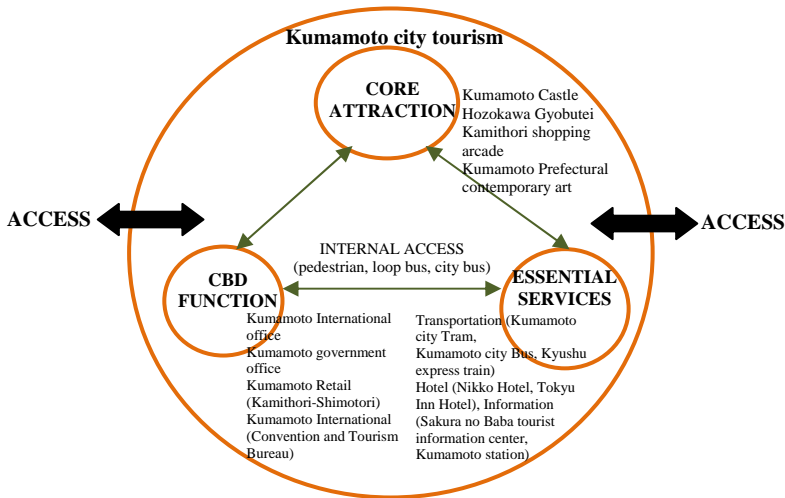 Kumamoto city tourism
CORE
ATTRACTION
Kumamoto Castle
Hozokawa Gyobutei
Kamithori shopping
arcade
Kumamoto Prefectural
contemporary art
ACCESS
ACCESS
INTERNAL ACCESS
(pedestrian, loop bus, city bus)
CBD
FUNCTION
ESSENTIAL
SERVICES
Kumamoto International
office
Kumamoto government
office
Kumamoto Retail
(Kamithori-Shimotori)
Kumamoto International
(Convention and Tourism
Bureau)
Transportation (Kumamoto
city Tram,
Kumamoto city Bus, Kyushu
express train)
Hotel (Nikko Hotel, Tokyu
Inn Hotel), Information
(Sakura no Baba tourist
information center,
Kumamoto station)